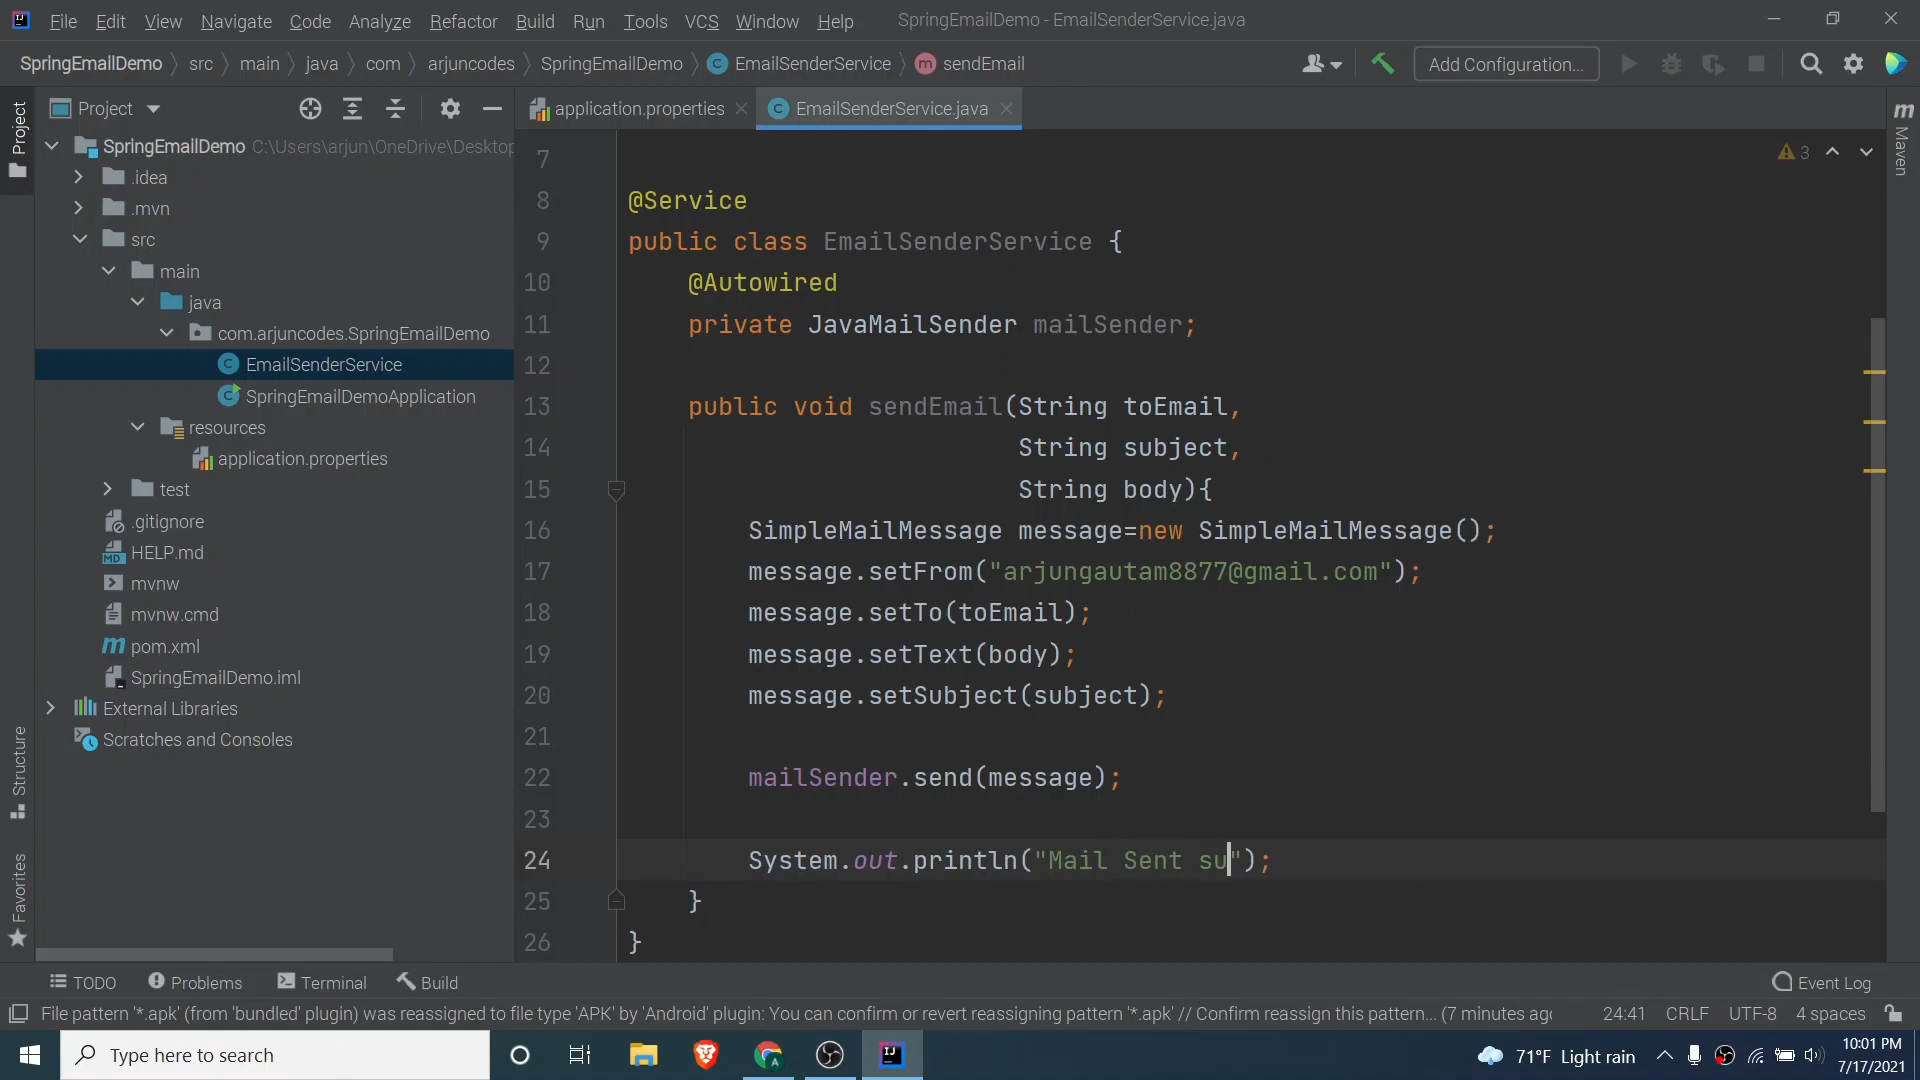 File Edit View Navigate Code Analyze Refactor Build Run Tools VCS Window Help SpringEmailDemo - EmailSenderService.java
SpringEmailDemo src main java com arjuncodes SpringEmailDemo EmailSenderService sendEmail Add Configuration...
Project
application.properties EmailSenderService.java
Project
Structure
Favorites
SpringEmailDemo C:\Users\arjun\OneDrive\Desktop
.idea
.mvn
src
main
java
com.arjuncodes.SpringEmailDemo
EmailSenderService
SpringEmailDemoApplication
resources
application.properties
test
.gitignore
HELP.md
mvnw
mvnw.cmd
pom.xml
SpringEmailDemo.iml
External Libraries
Scratches and Consoles
3
Maven
7
8 @Service
9 public class EmailSenderService {
10 @Autowired
11 private JavaMailSender mailSender;
12
13 public void sendEmail(String toEmail,
14 String subject,
15 String body){
16 SimpleMailMessage message=new SimpleMailMessage();
17 message.setFrom("arjungautam8877@gmail.com");
18 message.setTo(toEmail);
19 message.setText(body);
20 message.setSubject(subject);
21
22 mailSender.send(message);
23
24 System.out.println("Mail Sent su");
25 }
26 }
TODO Problems Terminal Build Event Log
File pattern '*.apk' (from 'bundled' plugin) was reassigned to file type 'APK' by 'Android' plugin: You can confirm or revert reassigning pattern '*.apk' // Confirm reassign this pattern... (7 minutes ago 24:41 CRLF UTF-8 4 spaces
Type here to search 71°F Light rain 10:01 PM
7/17/2021